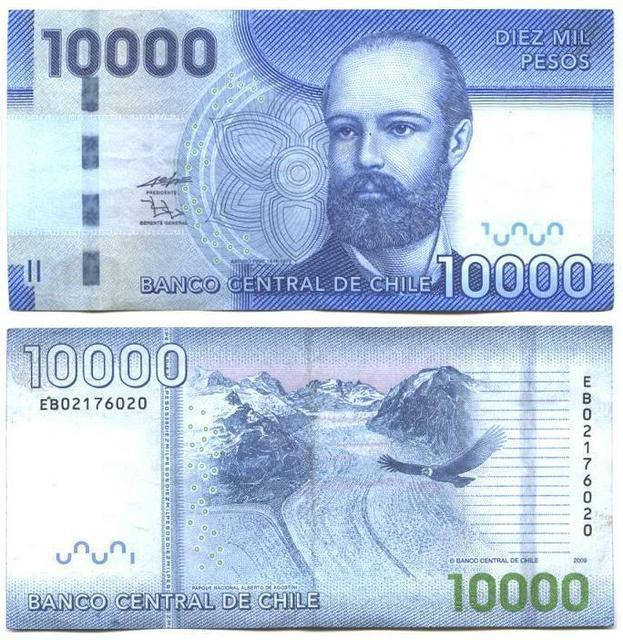 10000
DIEZ MIL
PESOS
PRESIDENTE
GERENTE GENERAL
BANCO CENTRAL DE CHILE
10000
10000
EB02176020
EB02176020
© BANCO CENTRAL DE CHILE
2009
PARQUE NACIONAL ALBERTO DE AGOSTINI
BANCO CENTRAL DE CHILE
10000